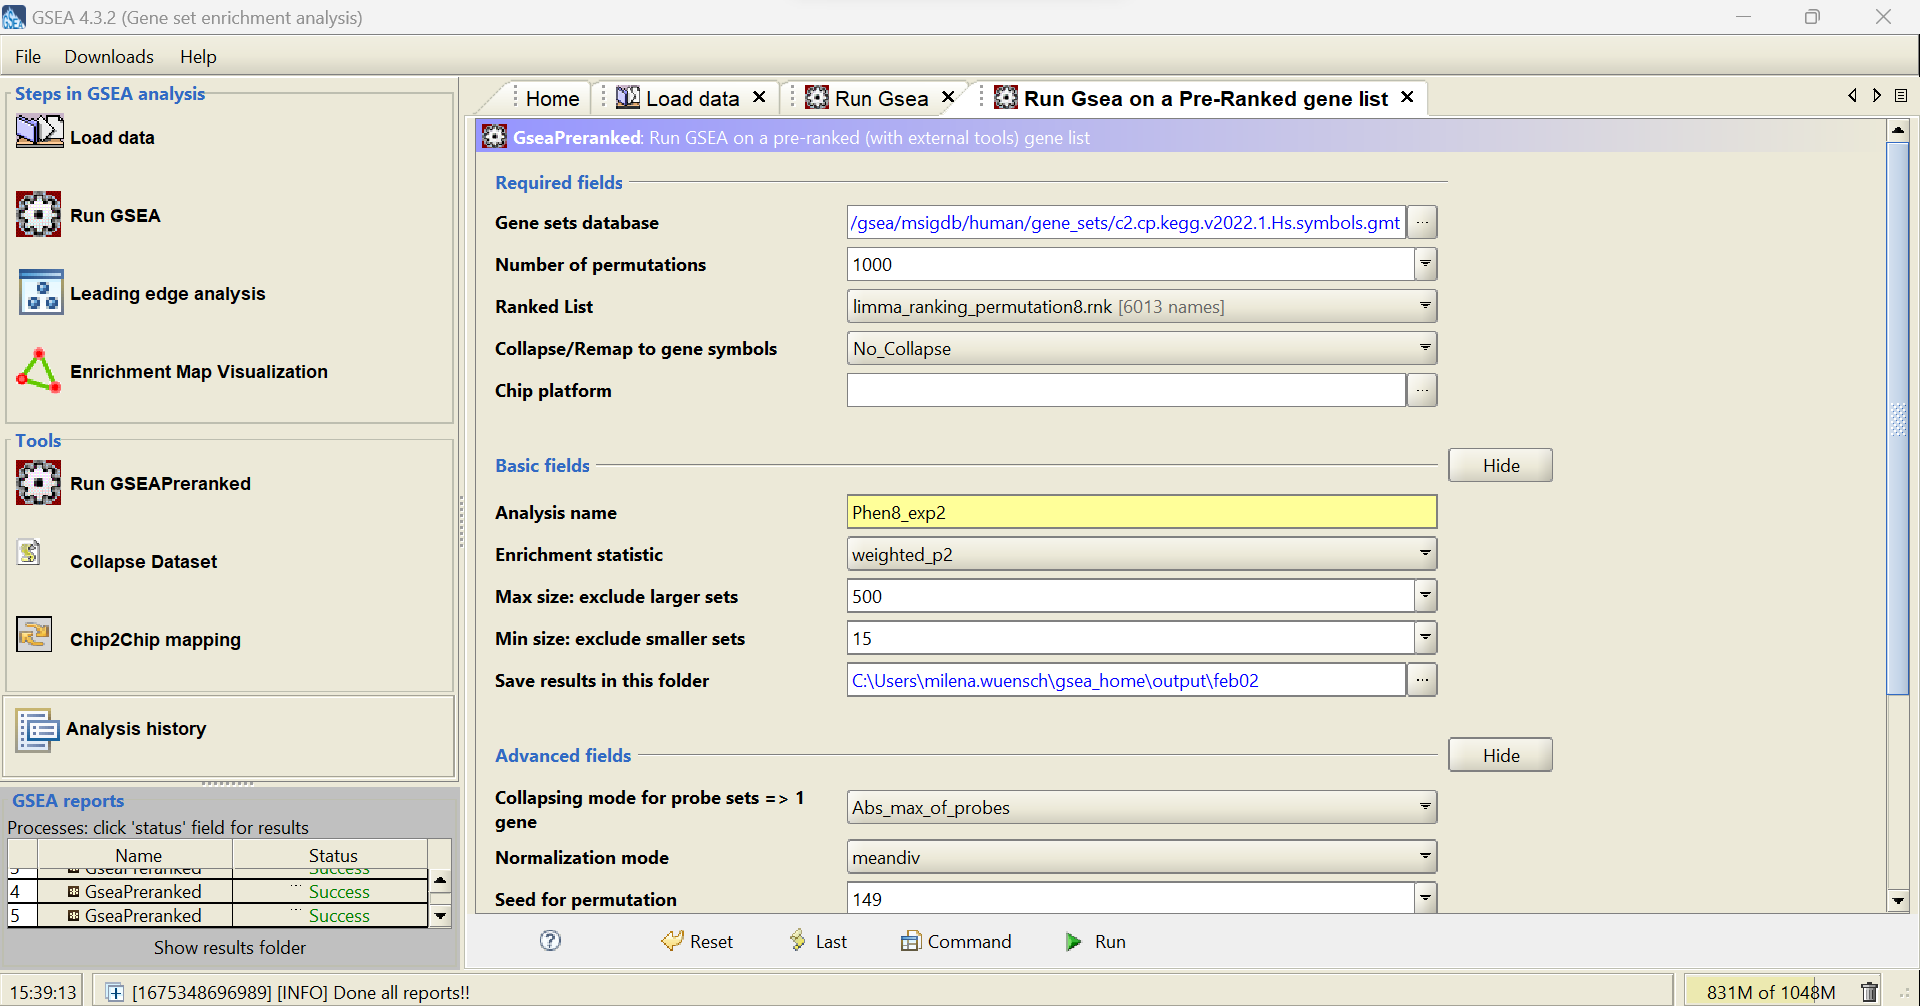 GSEA 4.3.2 (Gene set enrichment analysis)
File Downloads Help
Steps in GSEA analysis
Load data
Run GSEA
Leading edge analysis
Enrichment Map Visualization
Tools
Run GSEAPreranked
Collapse Dataset
Chip2Chip mapping
Analysis history
GSEA reports
Processes: click 'status' field for results
Name Status
3 GseaPreranked Success
4 GseaPreranked ... Success
5 GseaPreranked ... Success
Show results folder
Home Load data Run Gsea Run Gsea on a Pre-Ranked gene list
GseaPreranked: Run GSEA on a pre-ranked (with external tools) gene list
Required fields
Gene sets database /gsea/msigdb/human/gene_sets/c2.cp.kegg.v2022.1.Hs.symbols.gmt ...
Number of permutations 1000
Ranked List limma_ranking_permutation8.rnk [6013 names]
Collapse/Remap to gene symbols No_Collapse
Chip platform ...
Basic fields Hide
Analysis name Phen8_exp2
Enrichment statistic weighted_p2
Max size: exclude larger sets 500
Min size: exclude smaller sets 15
Save results in this folder C:\Users\milena.wuensch\gsea_home\output\feb02 ...
Advanced fields Hide
Collapsing mode for probe sets => 1
gene Abs_max_of_probes
Normalization mode meandiv
Seed for permutation 149
? Reset Last Command Run
15:39:13 [1675348696989] [INFO] Done all reports!! 831M of 1048M